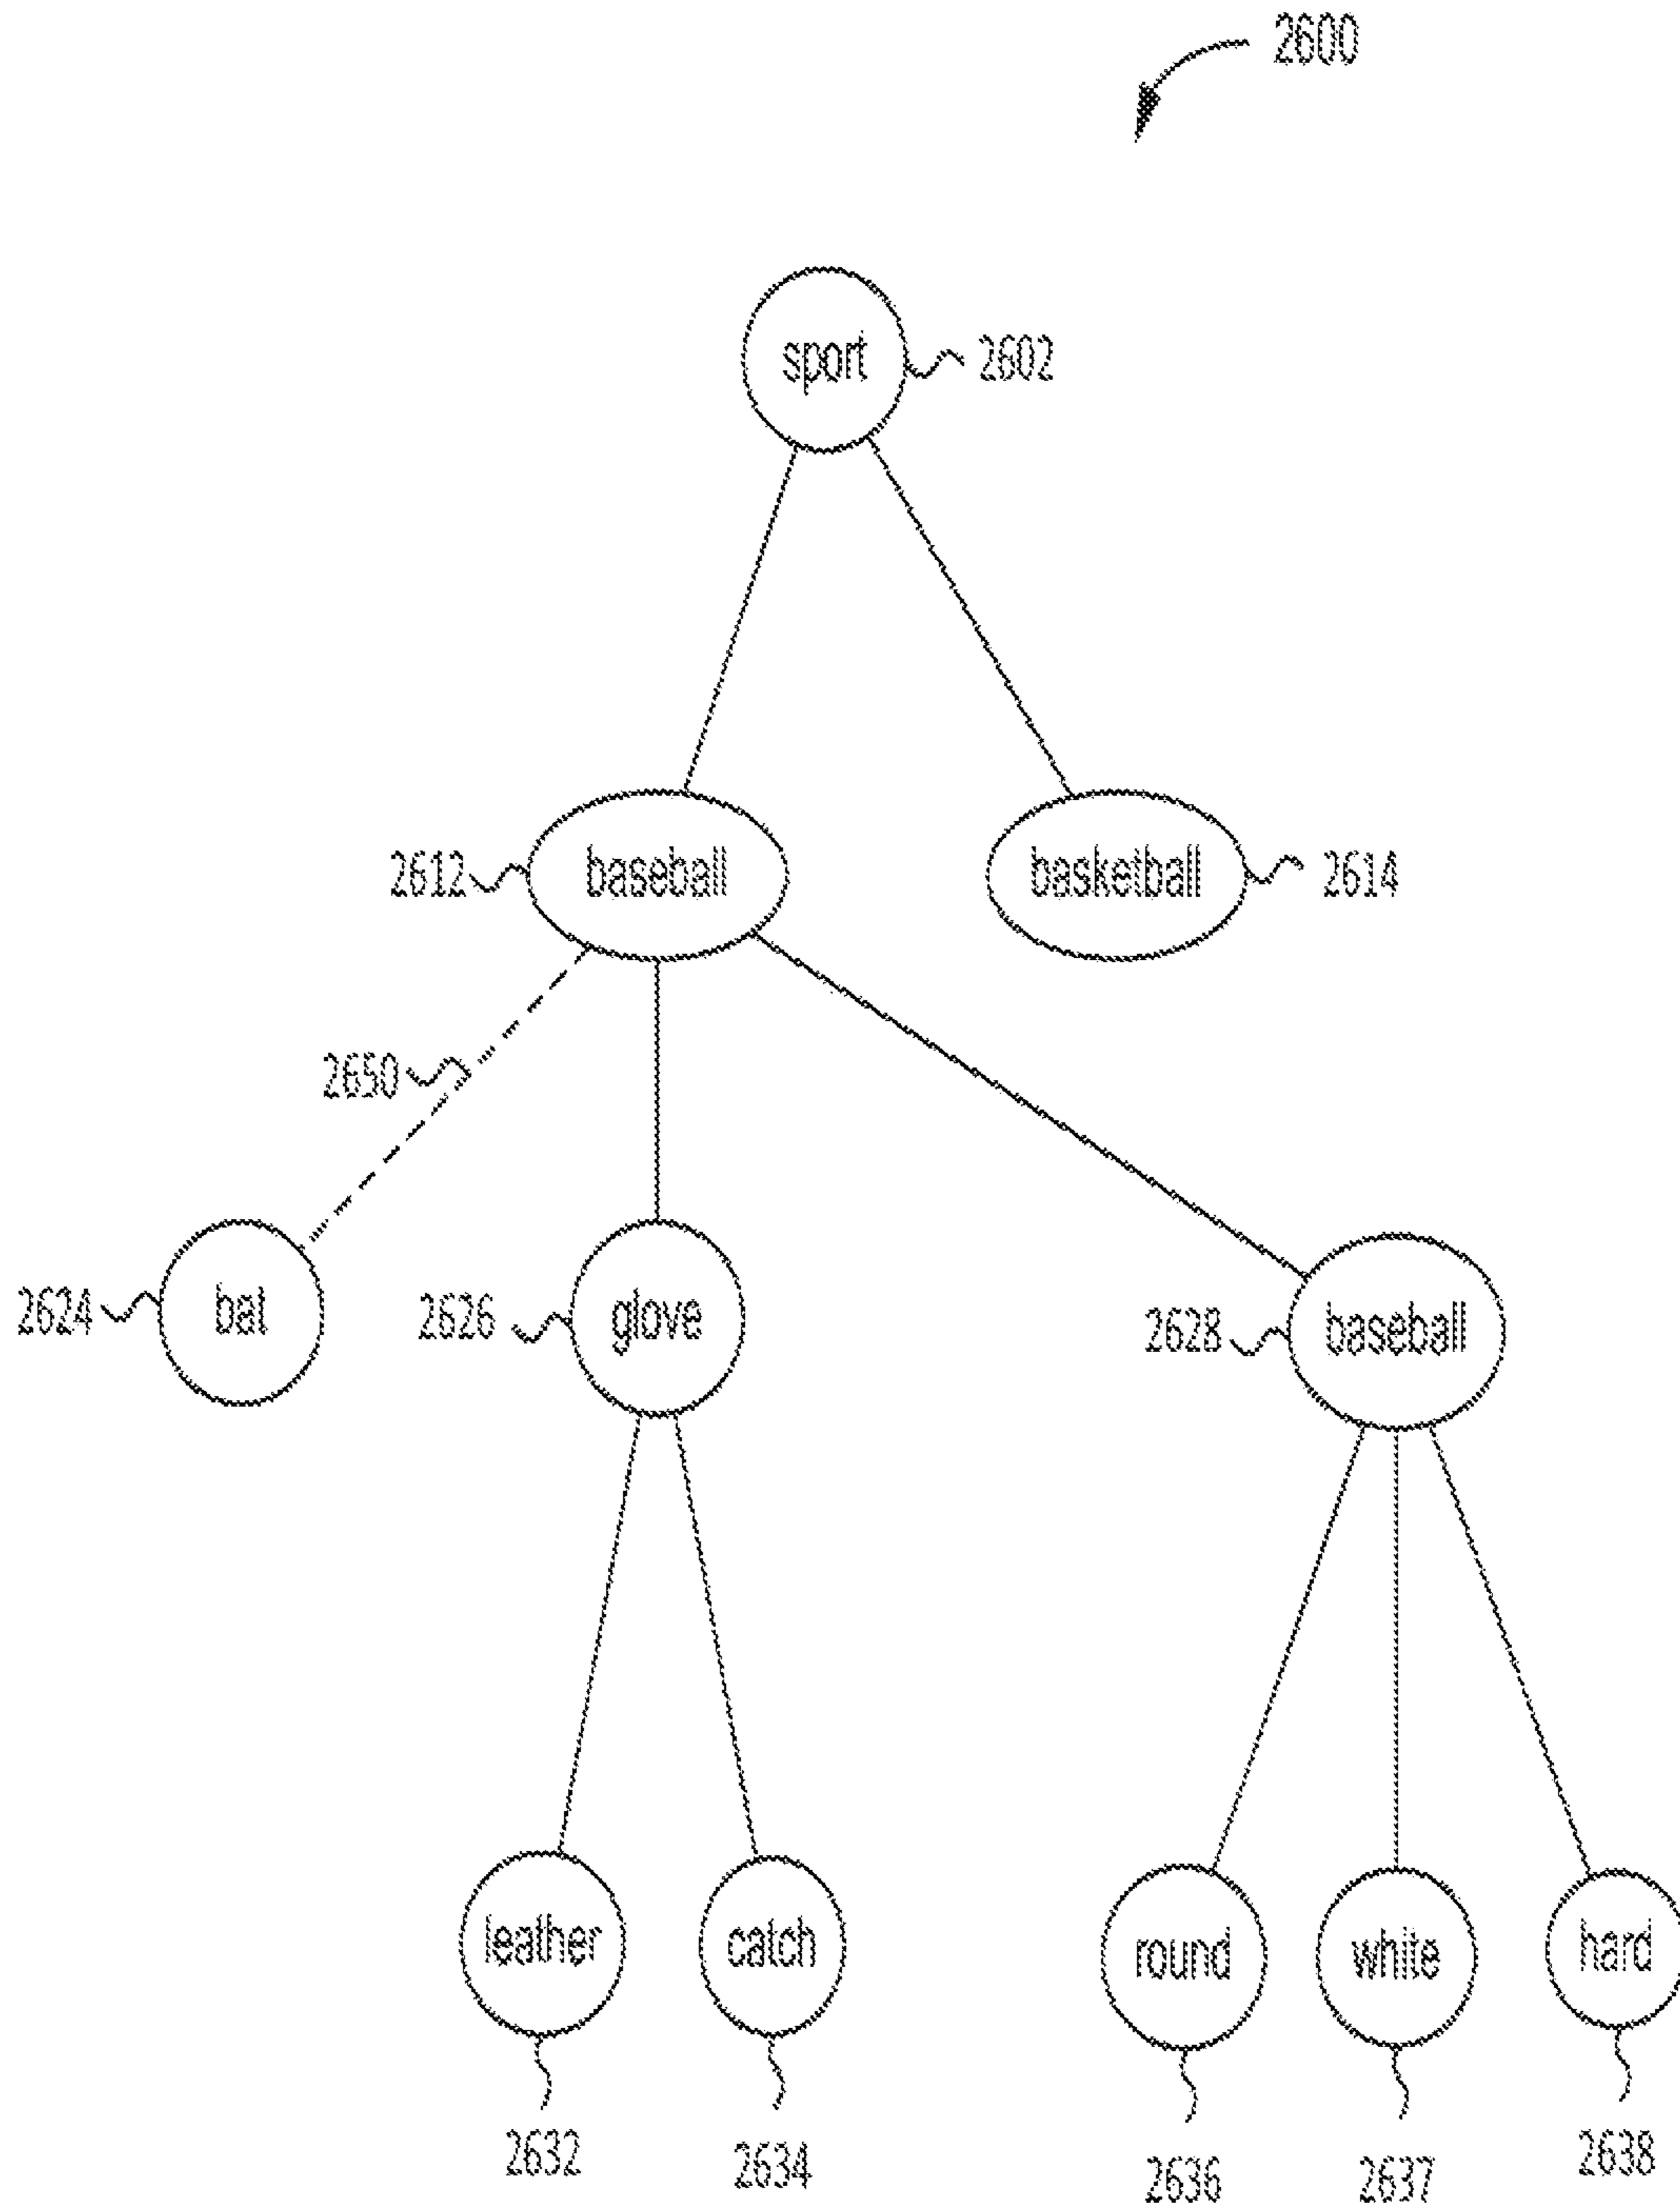 2600
sport 2602
2612 baseball
basketball 2614
2650
2624 bat
2626 glove
2628 baseball
leather
catch
round
white
hard
2632
2634
2636
2637
2638